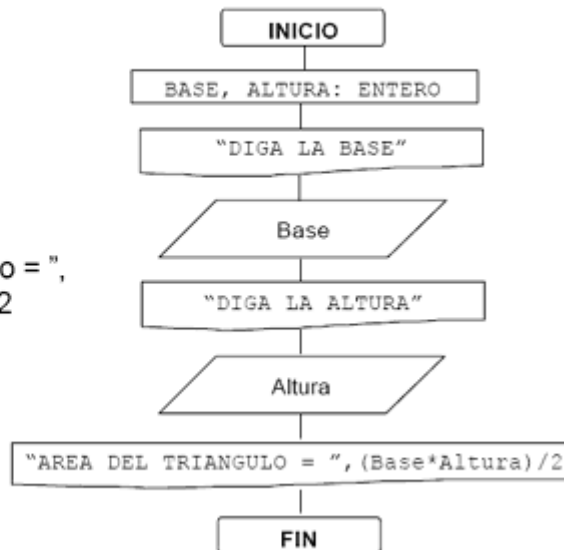 INICIO
BASE, ALTURA: ENTERO
"DIGA LA BASE"
Base
o = ”,
2
"DIGA LA ALTURA"
Altura
"AREA DEL TRIANGULO = ",(Base*Altura)/2
FIN